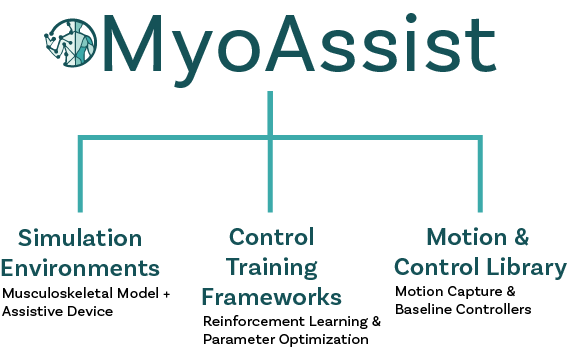 MyoAssist
Simulation
Environments
Musculoskeletal Model +
Assistive Device
Control
Training
Frameworks
Reinforcement Learning &
Parameter Optimization
Motion &
Control Library
Motion Capture &
Baseline Controllers